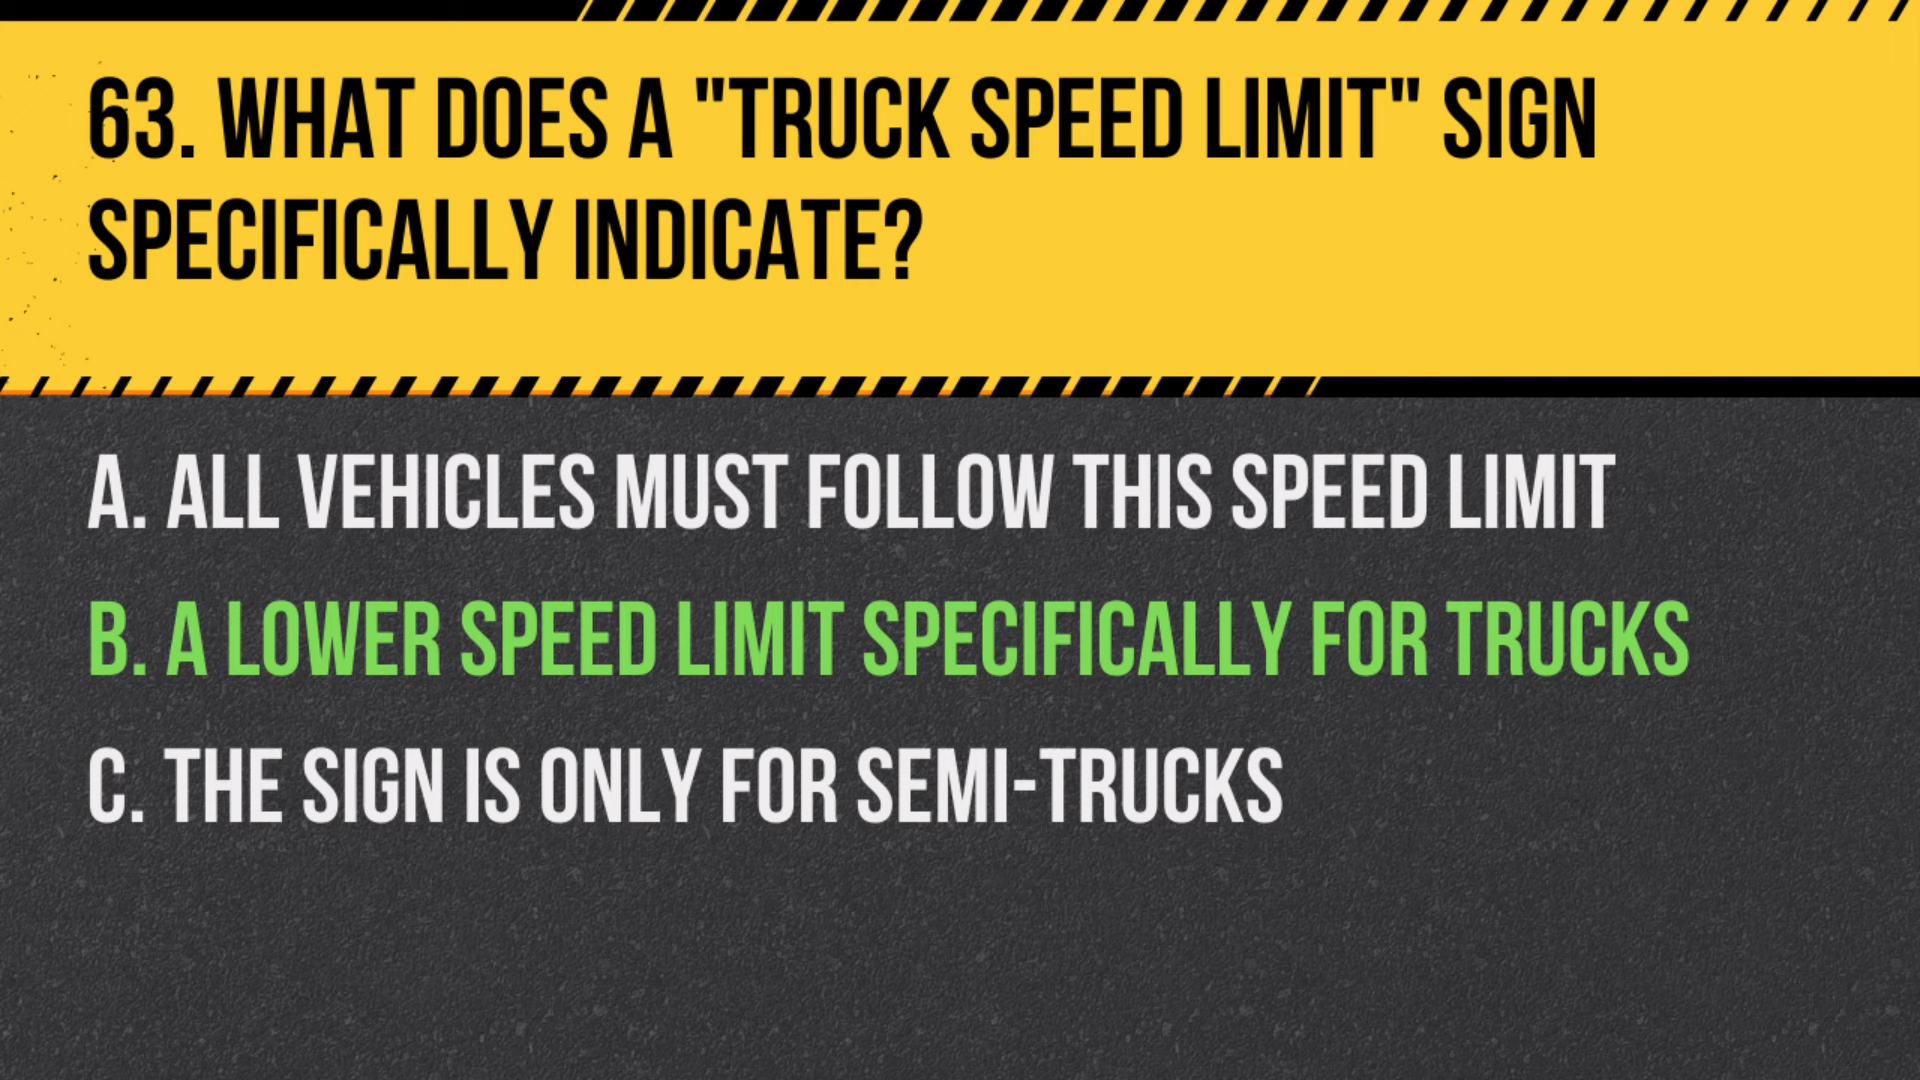 63. WHAT DOES A "TRUCK SPEED LIMIT" SIGN
SPECIFICALLY INDICATE?
A. ALL VEHICLES MUST FOLLOW THIS SPEED LIMIT
B. A LOWER SPEED LIMIT SPECIFICALLY FOR TRUCKS
C. THE SIGN IS ONLY FOR SEMI-TRUCKS